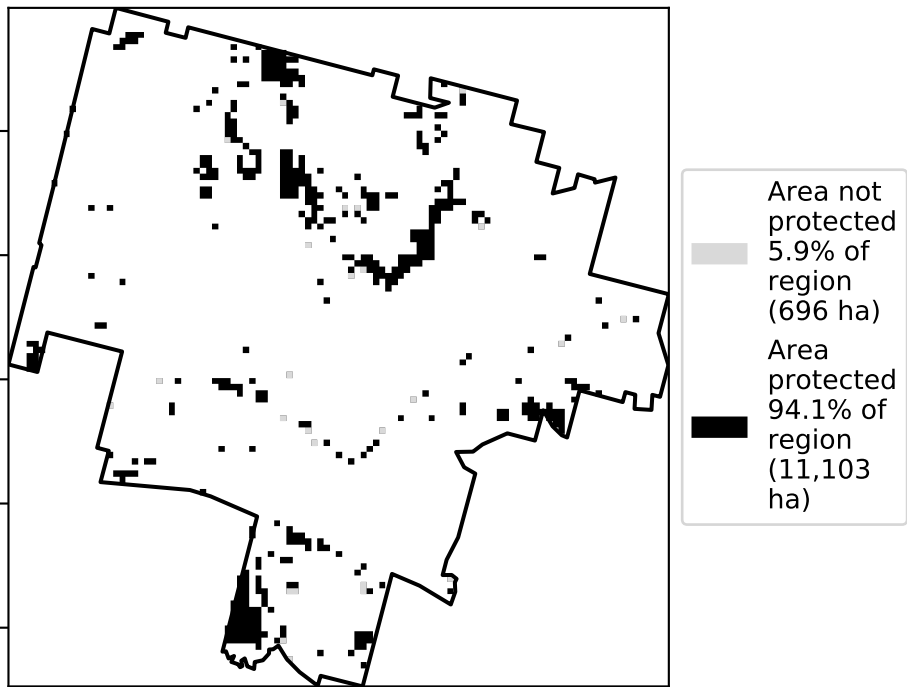 Area not
protected
5.9% of
region
(696 ha)
Area
protected
94.1% of
region
(11,103
ha)